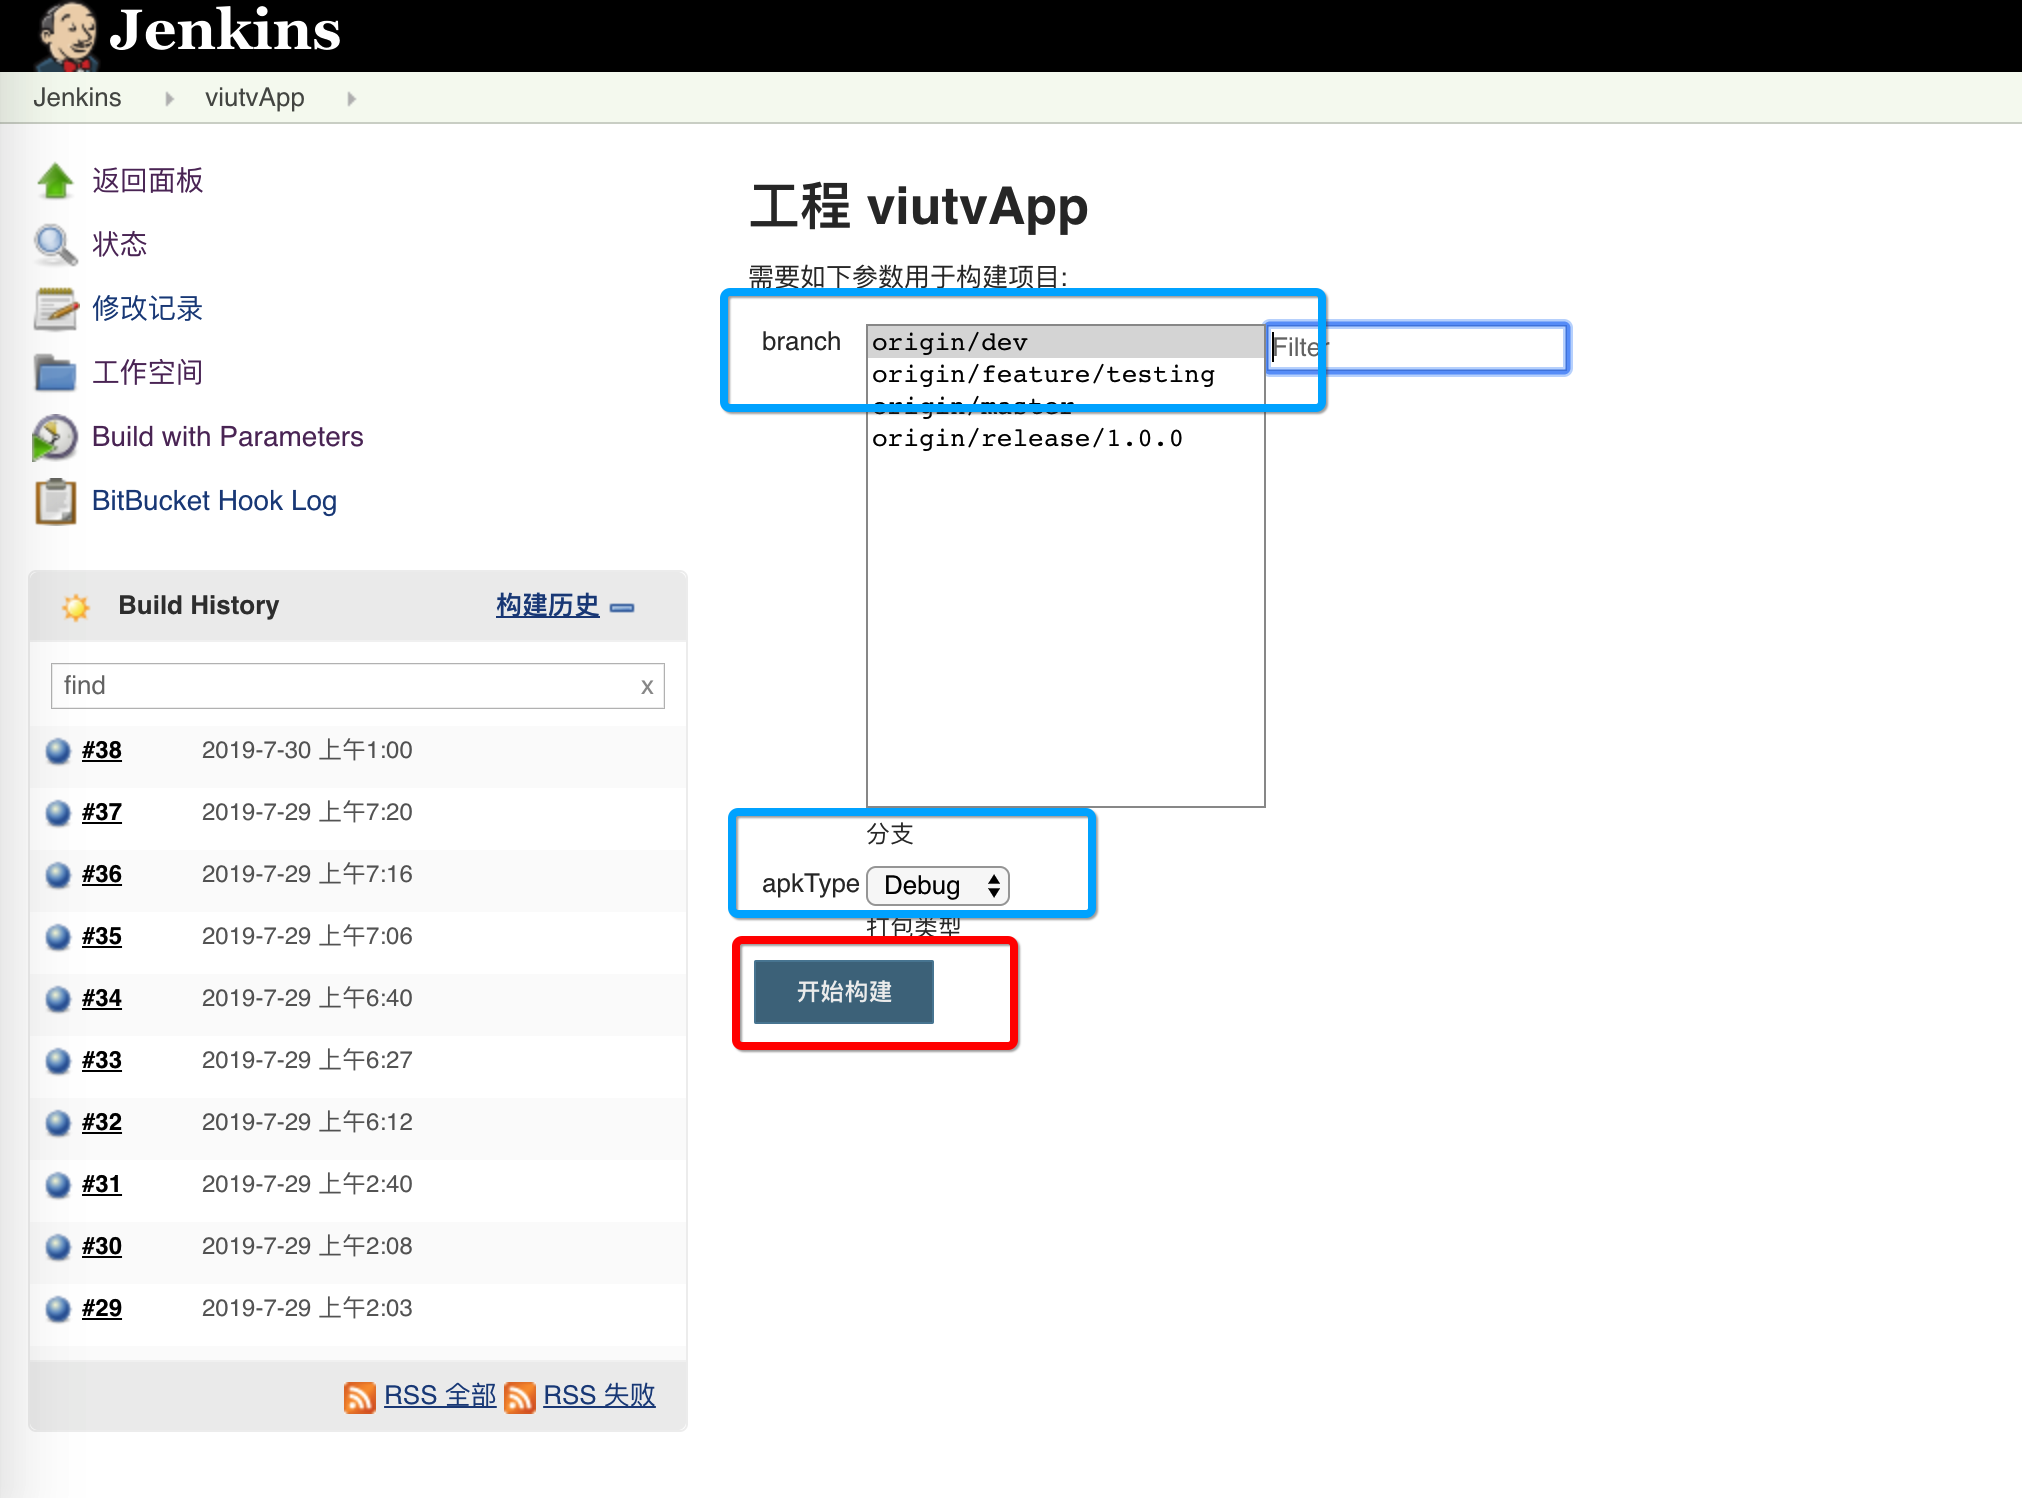 Jenkins
Jenkins
viutvApp
返回面板
状态
修改记录
工作空间
Build with Parameters
BitBucket Hook Log
Build History
构建历史
find
x
#38 2019-7-30 上午1:00
#37 2019-7-29 上午7:20
#36 2019-7-29 上午7:16
#35 2019-7-29 上午7:06
#34 2019-7-29 上午6:40
#33 2019-7-29 上午6:27
#32 2019-7-29 上午6:12
#31 2019-7-29 上午2:40
#30 2019-7-29 上午2:08
#29 2019-7-29 上午2:03
RSS 全部 RSS 失败
工程 viutvApp
需要如下参数用于构建项目:
branch
origin/dev
origin/feature/testing
origin/master
origin/release/1.0.0
Filter
分支
apkType Debug
打包类型
开始构建